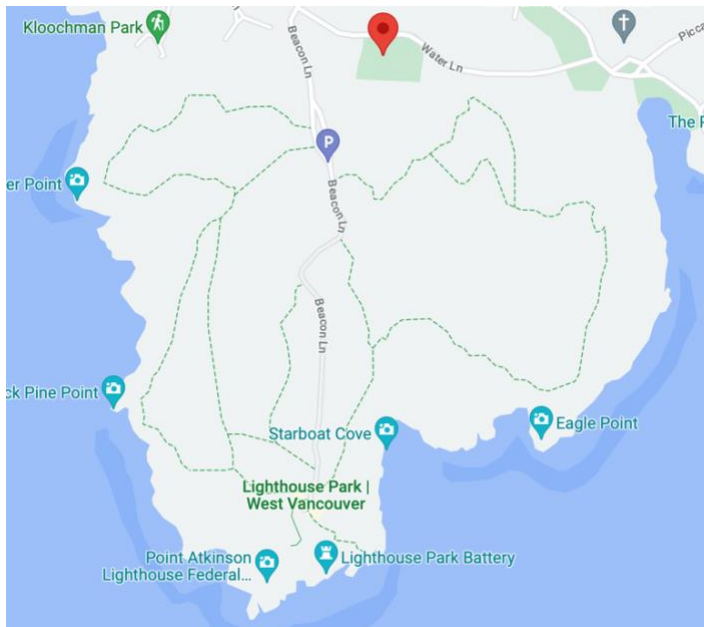 Kloochman Park
Beacon Ln
Water Ln
Picca
The
P
er Point
Beacon Ln
Beacon Ln
ck Pine Point
Starboat Cove
Eagle Point
Lighthouse Park |
West Vancouver
Point Atkinson
Lighthouse Federal...
Lighthouse Park Battery